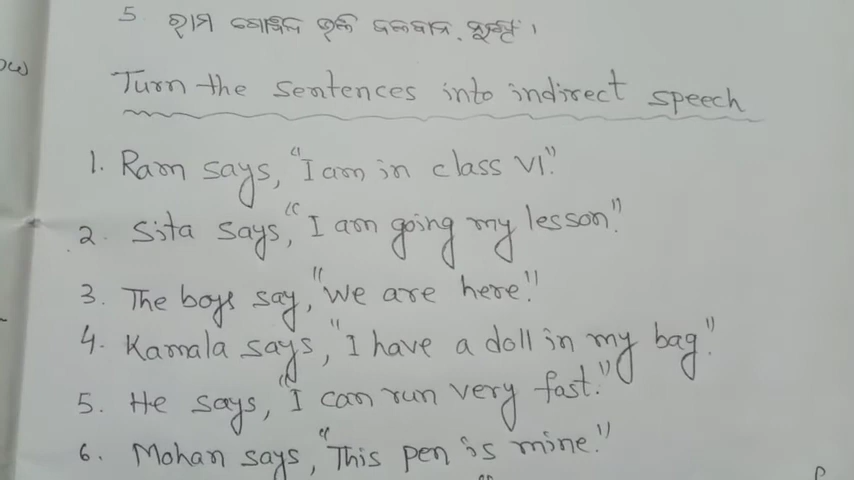 5 ରାମ ଗୋଟିଏ
Turn the sentences into indirect speech
1. Ram says, "I am in class VI."
2. Sita says, "I am going my lesson."
3. The boys say, "We are here."
4. Kamala says, "I have a doll in my bag."
5. He says, "I can run very fast."
6. Mohan says, "This pen is mine."